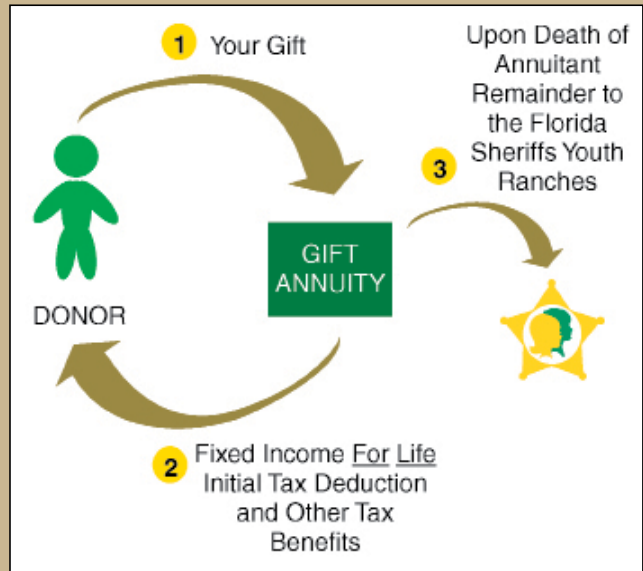 1 Your Gift
Upon Death of
Annuitant
Remainder to
the Florida
Sheriffs Youth
Ranches
3
GIFT
ANNUITY
DONOR
2 Fixed Income For Life
Initial Tax Deduction
and Other Tax
Benefits